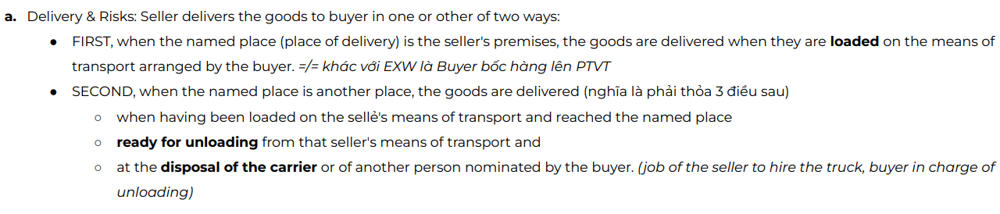 a. Delivery & Risks: Seller delivers the goods to buyer in one or other of two ways:
● FIRST, when the named place (place of delivery) is the seller's premises, the goods are delivered when they are loaded on the means of
transport arranged by the buyer. =/= khác với EXW là Buyer bốc hàng lên PTVT
● SECOND, when the named place is another place, the goods are delivered (nghĩa là phải thỏa 3 điều sau)
○ when having been loaded on the sellẻ's means of transport and reached the named place
○ ready for unloading from that seller's means of transport and
○ at the disposal of the carrier or of another person nominated by the buyer. (job of the seller to hire the truck, buyer in charge of
unloading)